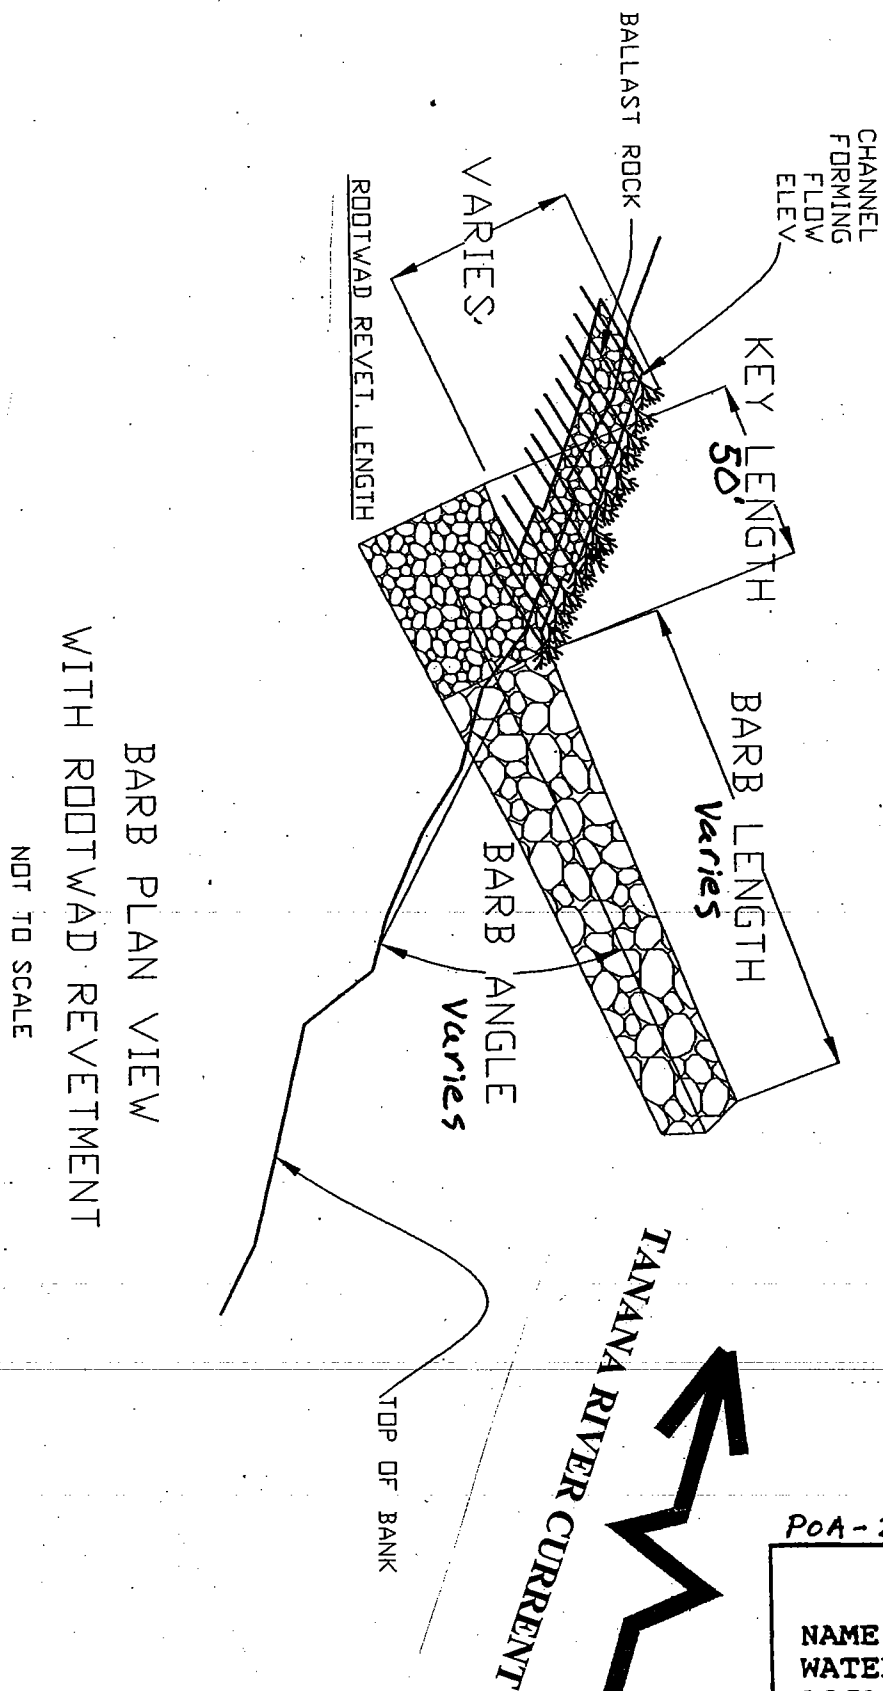 CHANNEL
FORMING
FLOW
ELEV
BALLAST ROCK
KEY LENGTH
50'
VARIES
ROOTWAD REVET. LENGTH
BARB LENGTH
Varies
BARB ANGLE
Varies
BARB PLAN VIEW
WITH ROOTWAD REVETMENT
NOT TO SCALE
TOP OF BANK
TANANA RIVER CURRENT
POA-
NAME